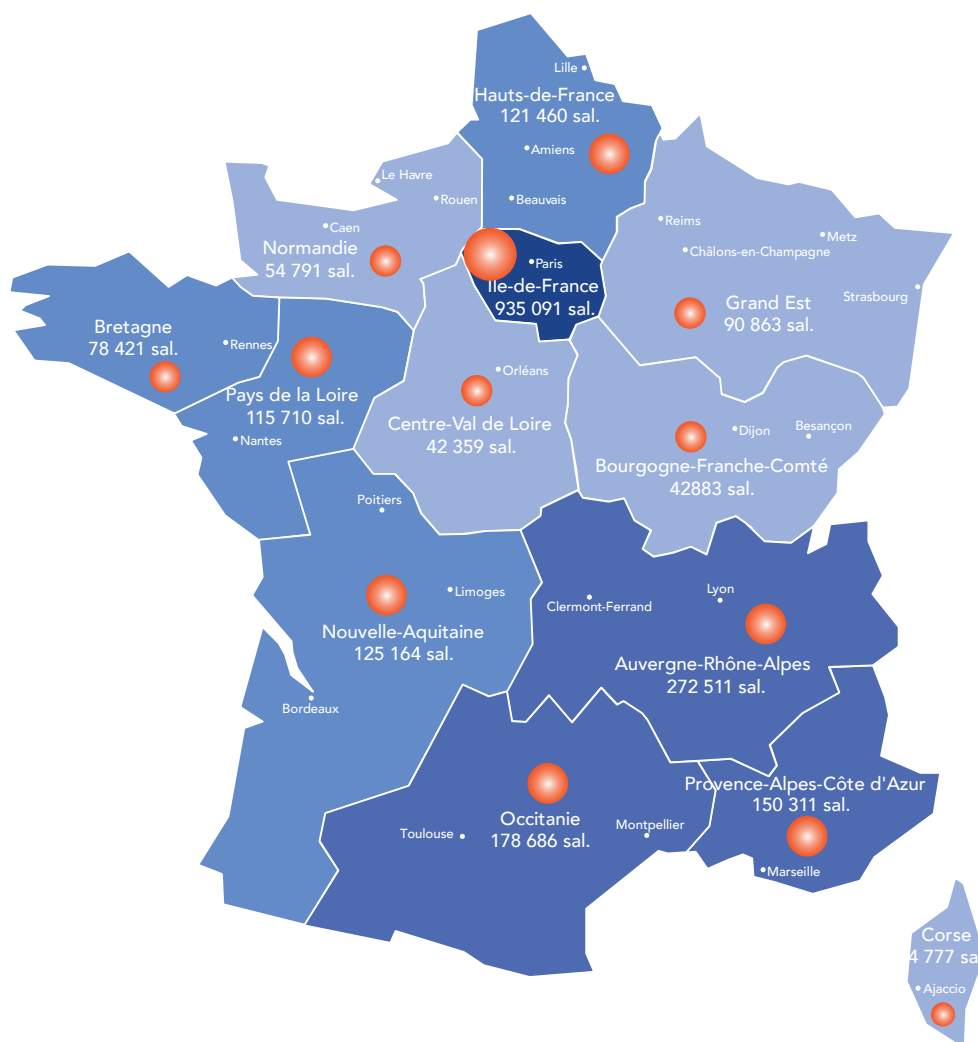 Lille
Hauts-de-France
121 460 sal.
Amiens
Beauvais
Le Havre
Rouen
Caen
Normandie
54 791 sal.
Reims
Metz
Châlons-en-Champagne
Strasbourg
Grand Est
90 863 sal.
Paris
Ile-de-France
935 091 sal.
Bretagne
78 421 sal.
Rennes
Pays de la Loire
115 710 sal.
Nantes
Orléans
Centre-Val de Loire
42 359 sal.
Dijon
Besançon
Bourgogne-Franche-Comté
42883 sal.
Poitiers
Limoges
Nouvelle-Aquitaine
125 164 sal.
Bordeaux
Clermont-Ferrand
Lyon
Auvergne-Rhône-Alpes
272 511 sal.
Provence-Alpes-Côte d'Azur
150 311 sal.
Marseille
Occitanie
178 686 sal.
Toulouse
Montpellier
Corse
4 777 sa
Ajaccio